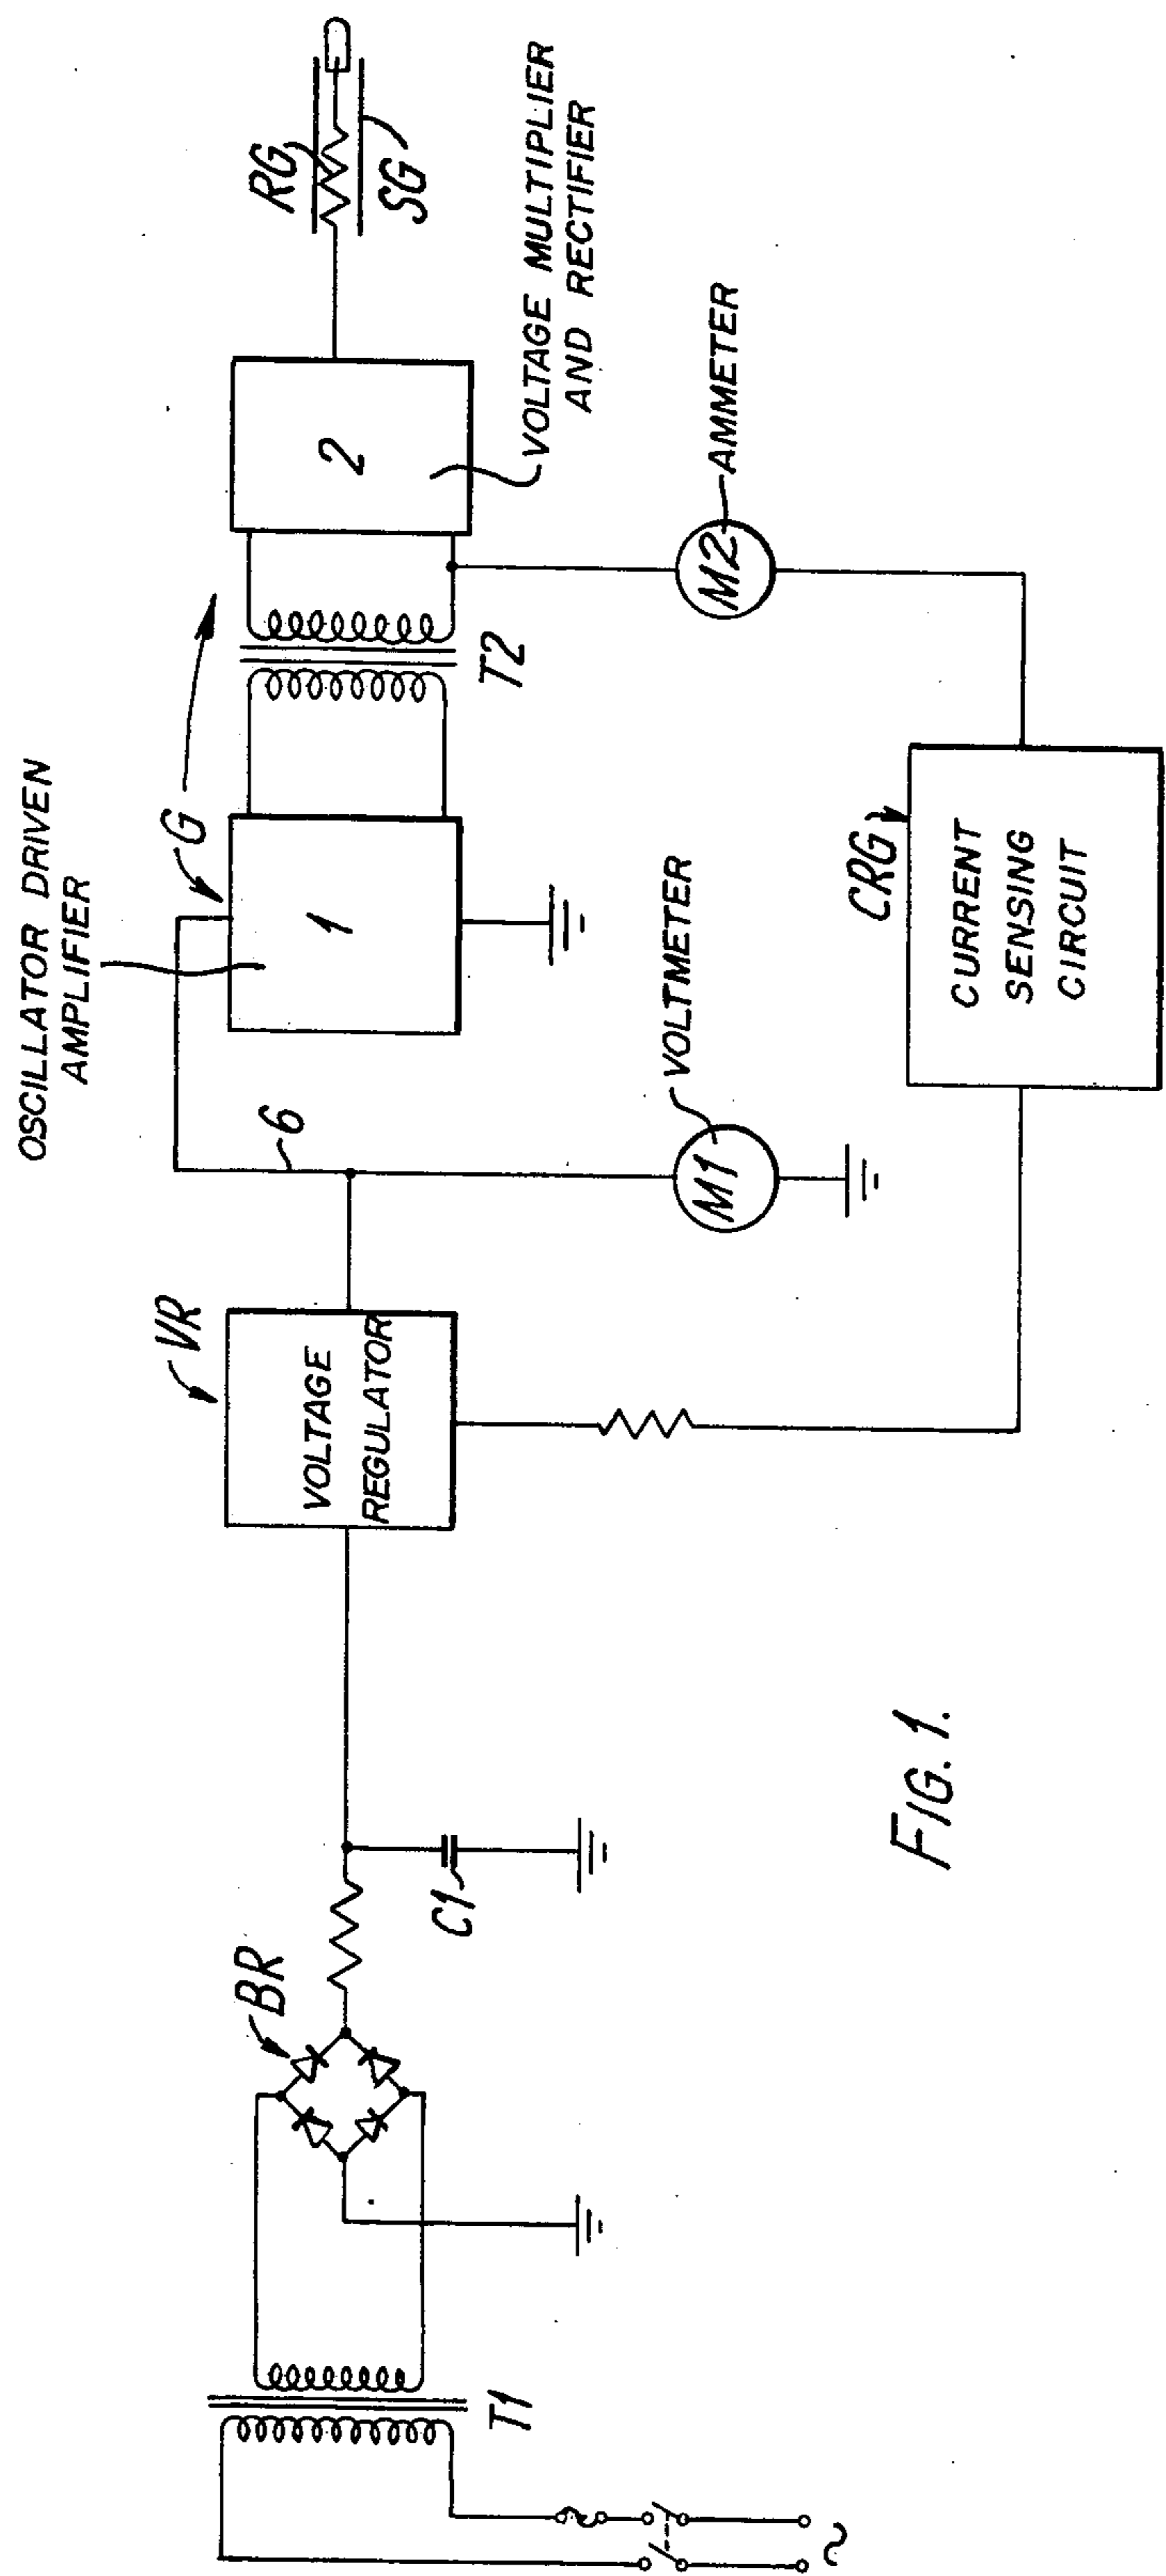 OSCILLATOR DRIVEN
AMPLIFIER
G
RG
SG
VR
BR
1
2
6
VOLTAGE
REGULATOR
T2
VOLTAGE MULTIPLIER
AND RECTIFIER
C1
T1
M1
VOLTMETER
M2
AMMETER
CRG
CURRENT
SENSING
CIRCUIT
~
FIG. 1.